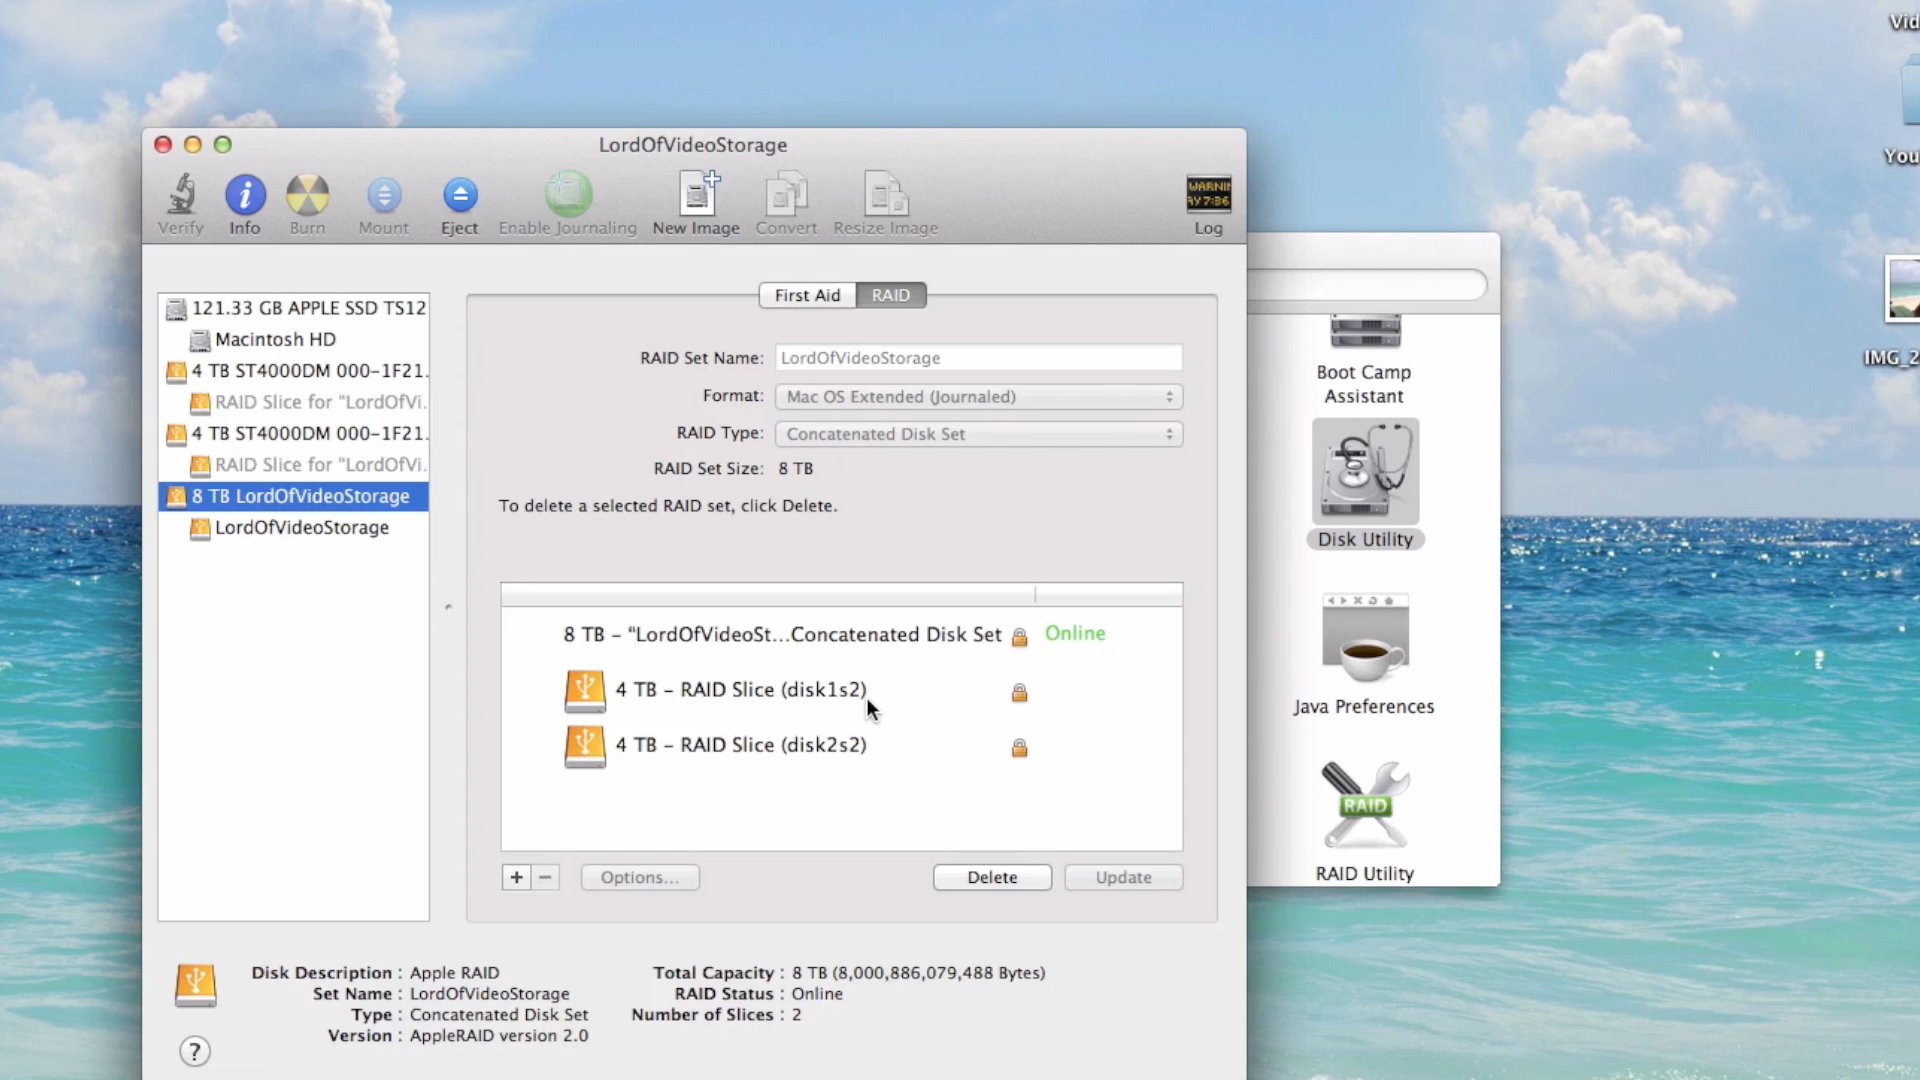 LordOfVideoStorage
Verify
Info
Burn
Mount
Eject
Enable Journaling
New Image
Convert
Resize Image
WARNI
AY 7:36
Log
121.33 GB APPLE SSD TS12
Macintosh HD
4 TB ST4000DM 000-1F21.
RAID Slice for "LordOfVi.
4 TB ST4000DM 000-1F21.
RAID Slice for "LordOfVi.
8 TB LordOfVideoStorage
LordOfVideoStorage
First Aid
RAID
RAID Set Name: LordOfVideoStorage
Format: Mac OS Extended (Journaled)
RAID Type: Concatenated Disk Set
RAID Set Size: 8 TB
To delete a selected RAID set, click Delete.
8 TB – "LordOfVideoSt...Concatenated Disk Set Online
4 TB – RAID Slice (disk1s2)
4 TB – RAID Slice (disk2s2)
+ −
Options...
Delete
Update
Disk Description : Apple RAID
Set Name : LordOfVideoStorage
Type : Concatenated Disk Set
Version : AppleRAID version 2.0
Total Capacity : 8 TB (8,000,886,079,488 Bytes)
RAID Status : Online
Number of Slices : 2
?
Boot Camp
Assistant
Disk Utility
Java Preferences
RAID
RAID Utility
Vid
You
IMG_2